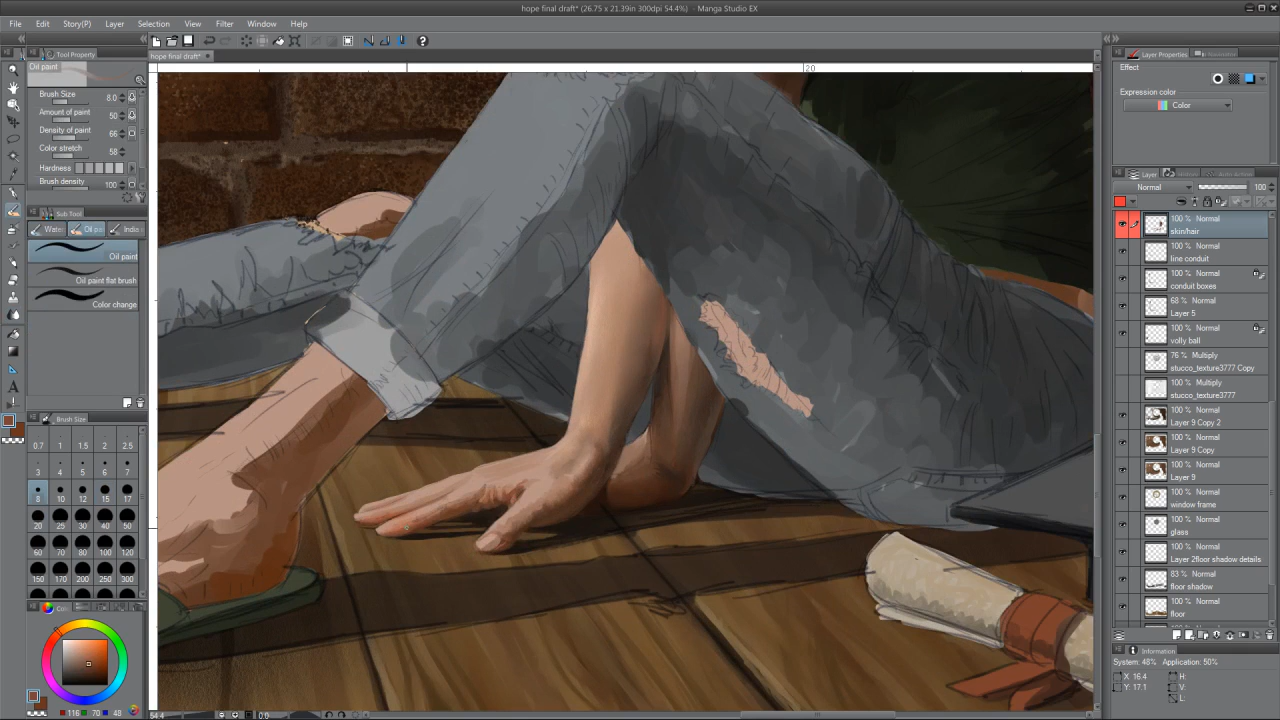 hope final draft* (26.75 x 21.39in 300dpi 54.4%) - Manga Studio EX
File Edit Story(P) Layer Selection View Filter Window Help
Tool Property
hope final draft*
Oil paint
Brush Size 8.0
Amount of paint 50
Density of paint 66
Color stretch 58
Hardness
Brush density 100
Sub Tool
Oil paint
Oil paint flat brush
Color change
Brush Size
0.7 1 1.5 2 2.5
3 4 5 6 7
8 10 12 15 17
20 25 30 40 50
60 70 80 100 120
150 170 200 250 300
116 70 48
20
54.4 0.0
Layer Properties
Effect
Expression color
Color
Layer
Normal 100
100 % Normal
skin/hair
100 % Normal
line conduit
100 % Normal
conduit boxes
68 % Normal
Layer 5
100 % Normal
volly ball
76 % Multiply
stucco_texture3777 Copy
100 % Multiply
stucco_texture3777
100 % Normal
Layer 9 Copy 2
100 % Normal
Layer 9 Copy
100 % Normal
Layer 9
100 % Normal
window frame
100 % Normal
glass
100 % Normal
Layer 2floor shadow details
83 % Normal
floor shadow
100 % Normal
floor
Information
System: 48% Application: 50%
X 16.4 H:
Y: 17.1 V:
L: